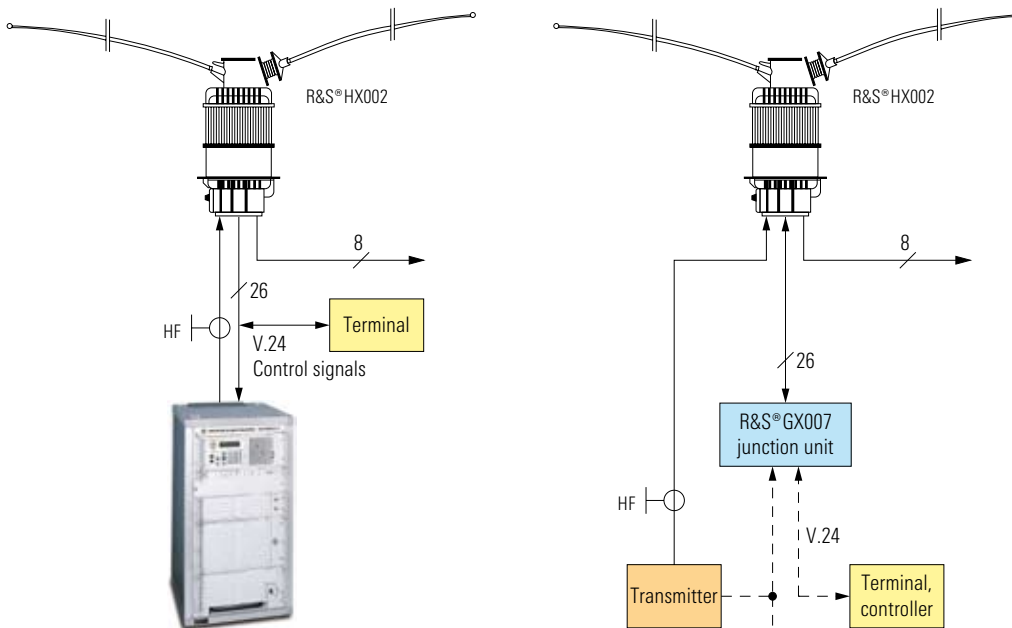 R&S®HX002
8
26
HF
V.24
Control signals
Terminal
R&S®HX002
8
26
R&S®GX007
junction unit
HF
V.24
Transmitter
Terminal,
controller